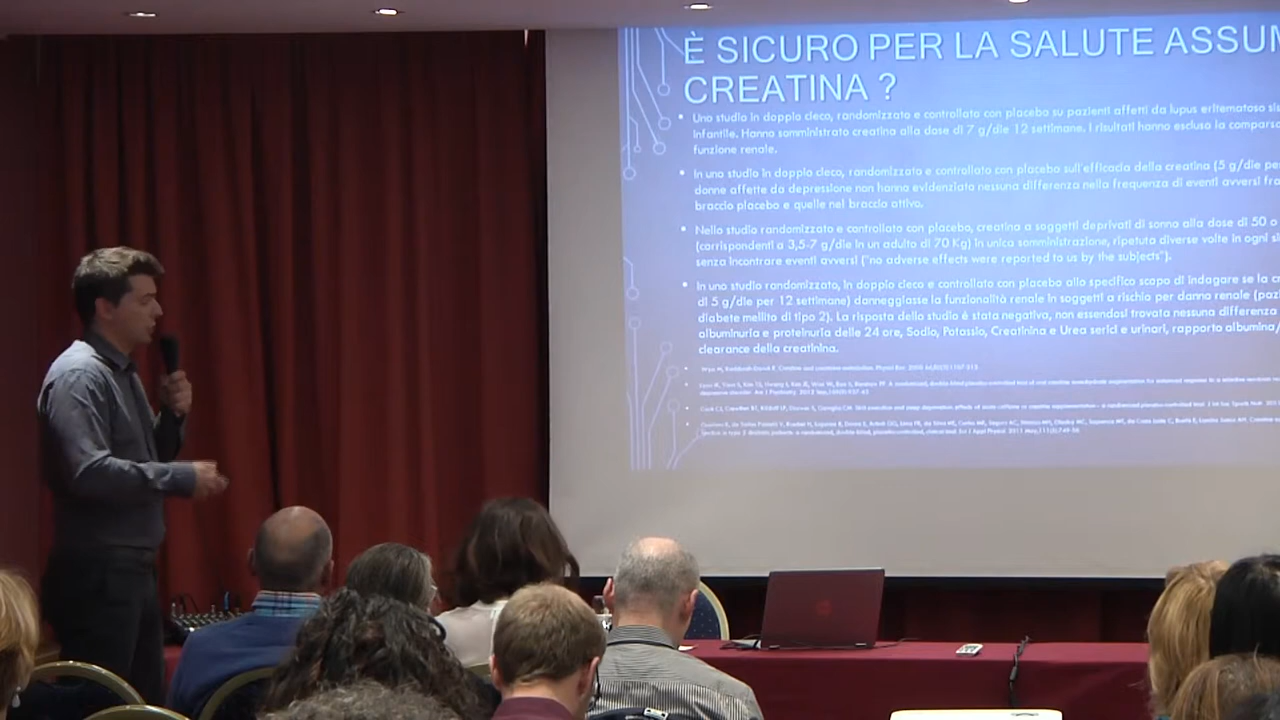 È SICURO PER LA SALUTE ASSUM
CREATINA ?
• Uno studio in doppio cieco, randomizzato e controllato con placebo su pazienti affetti da lupus eritematoso sis
infantile. Hanno somministrato creatina alla dose di 7 g/die 12 settimane. I risultati hanno escluso la comparsa
funzione renale.
• In uno studio in doppio cieco, randomizzato e controllato con placebo sull'efficacia della creatina (5 g/die per
donne affette da depressione non hanno evidenziato nessuna differenza nella frequenza di eventi avversi fra
braccio placebo e quelle nel braccio attivo.
• Nello studio randomizzato e controllato con placebo, creatina a soggetti deprivati di sonno alla dose di 50 o
(corrispondenti a 3,5-7 g/die in un adulto di 70 Kg) in unica somministrazione, ripetuta diverse volte in ogni si
senza incontrare eventi avversi ("no adverse effects were reported to us by the subjects").
• In uno studio randomizzato, in doppio cieco e controllato con placebo allo specifico scopo di indagare se la cr
di 5 g/die per 12 settimane) danneggiasse la funzionalità renale in soggetti a rischio per danno renale (pazi
diabete mellito di tipo 2). La risposta dello studio è stata negativa, non essendosi trovata nessuna differenza
albuminuria e proteinuria delle 24 ore, Sodio, Potassio, Creatinina e Urea serici e urinari, rapporto albumina/
clearance della creatinina.